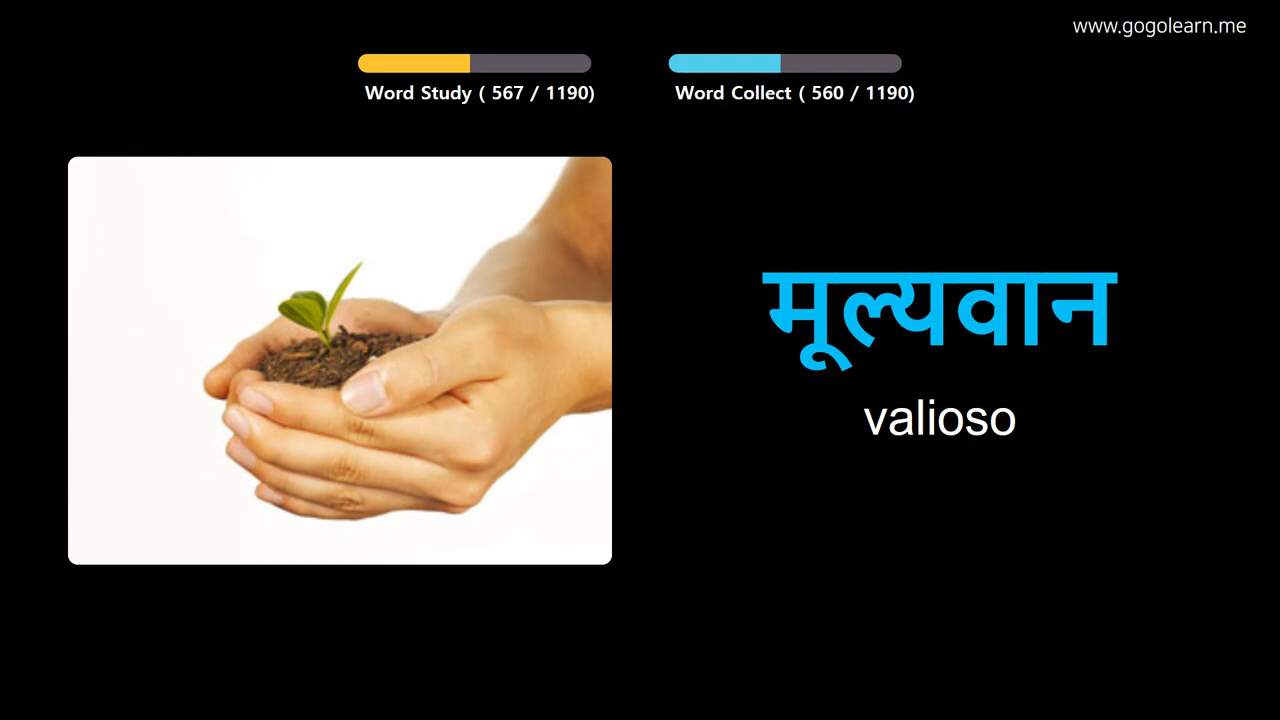 www.gogolearn.me
Word Study ( 567 / 1190)
Word Collect ( 560 / 1190)
मूल्यवान
valioso